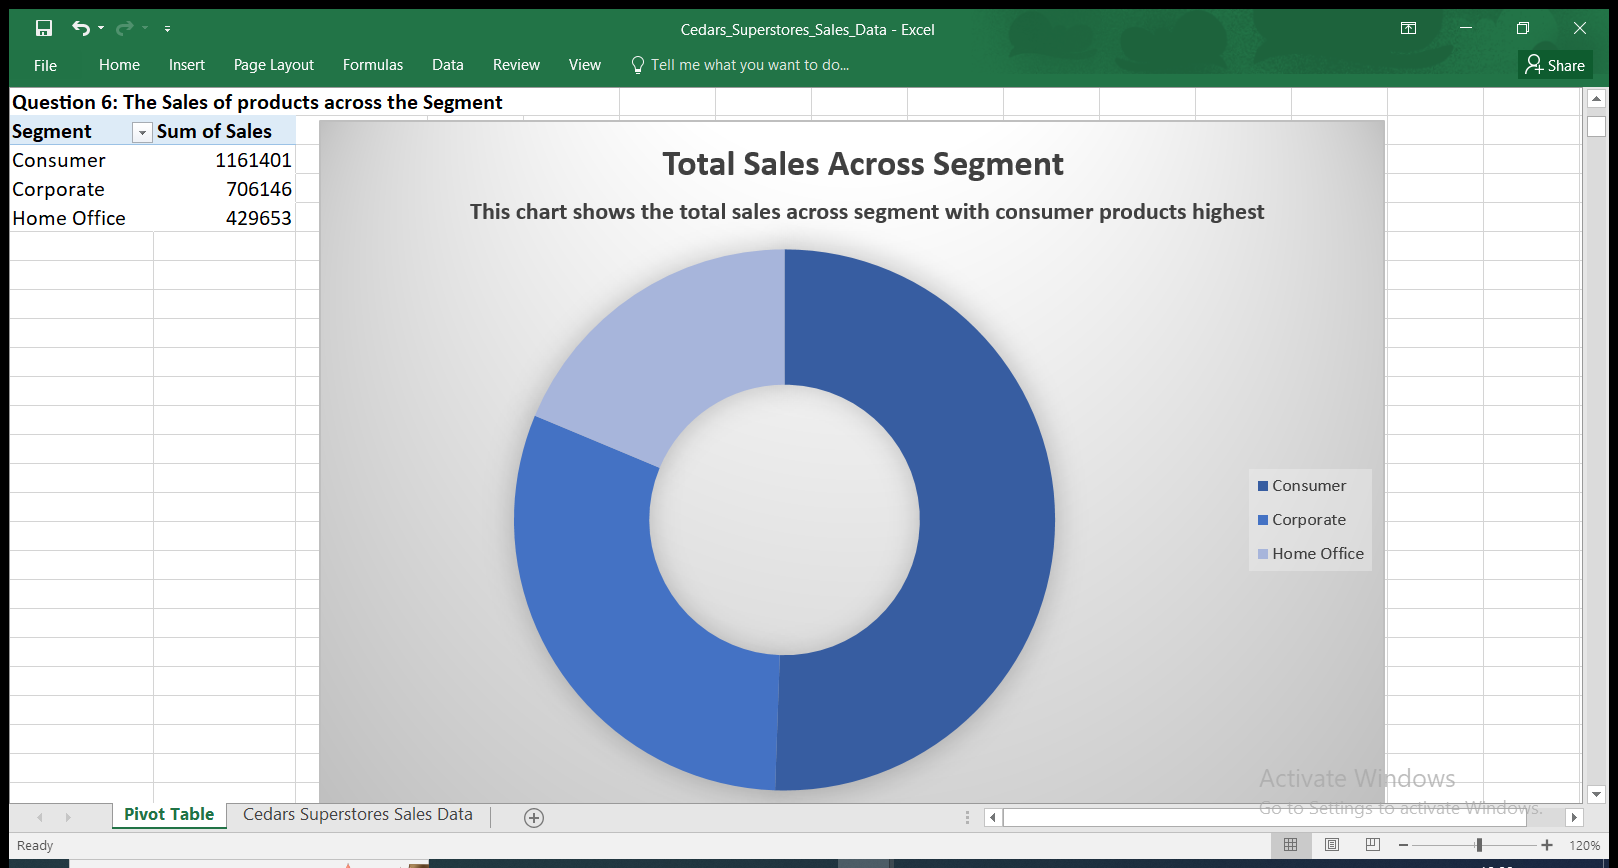 Cedars_Superstores_Sales_Data - Excel
File Home Insert Page Layout Formulas Data Review View Tell me what you want to do... Share
Question 6: The Sales of products across the Segment
Segment Sum of Sales
Consumer 1161401
Corporate 706146
Home Office 429653
Total Sales Across Segment
This chart shows the total sales across segment with consumer products highest
Consumer
Corporate
Home Office
Activate Windows
Go to Settings to activate Windows.
Pivot Table Cedars Superstores Sales Data
Ready 120%